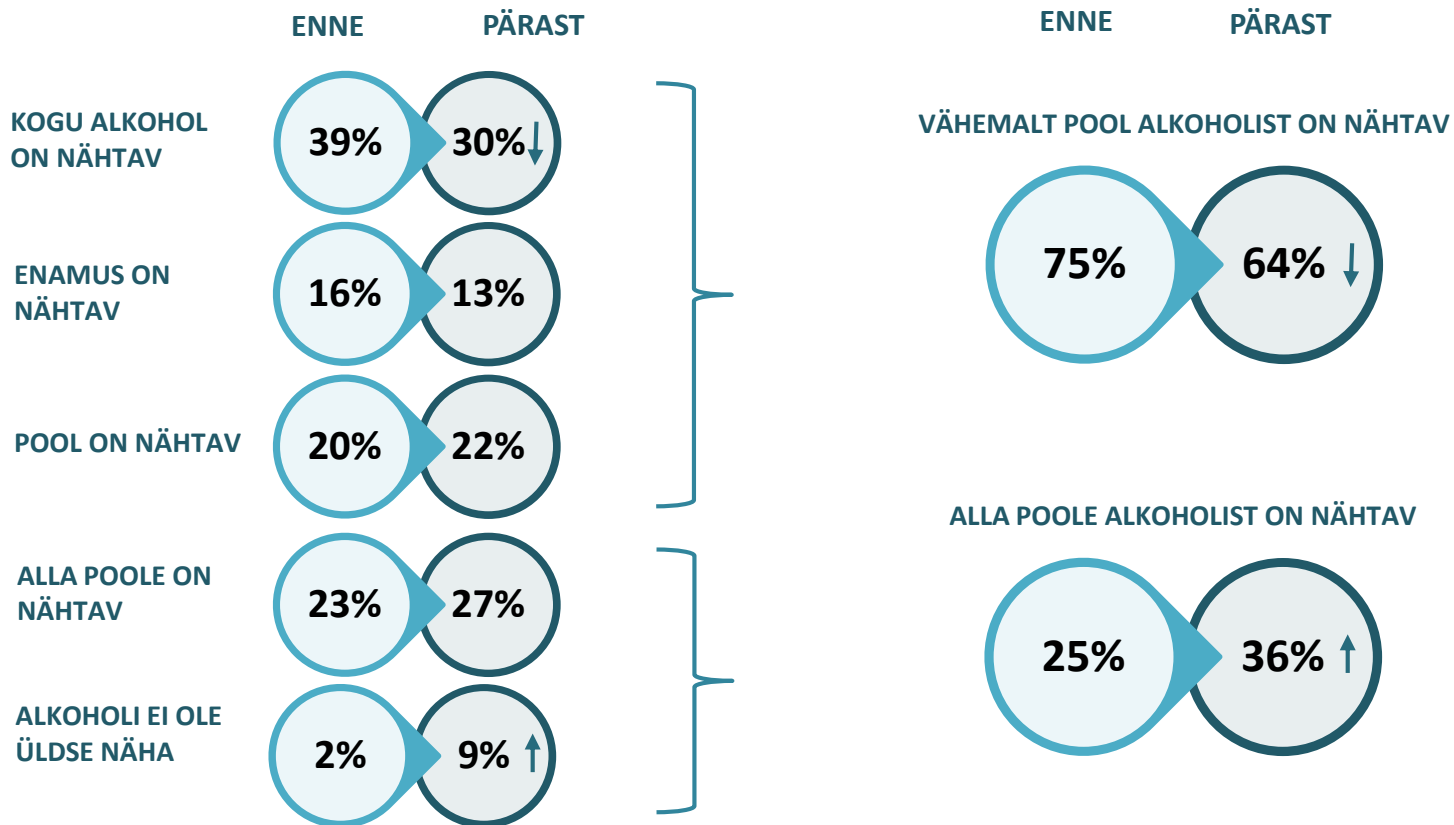 ENNE PÄRAST
KOGU ALKOHOL
ON NÄHTAV
39% 30%
ENAMUS ON
NÄHTAV
16% 13%
POOL ON NÄHTAV
20% 22%
ALLA POOLE ON
NÄHTAV
23% 27%
ALKOHOLI EI OLE
ÜLDSE NÄHA
2% 9%
ENNE PÄRAST
VÄHEMALT POOL ALKOHOLIST ON NÄHTAV
75% 64%
ALLA POOLE ALKOHOLIST ON NÄHTAV
25% 36%